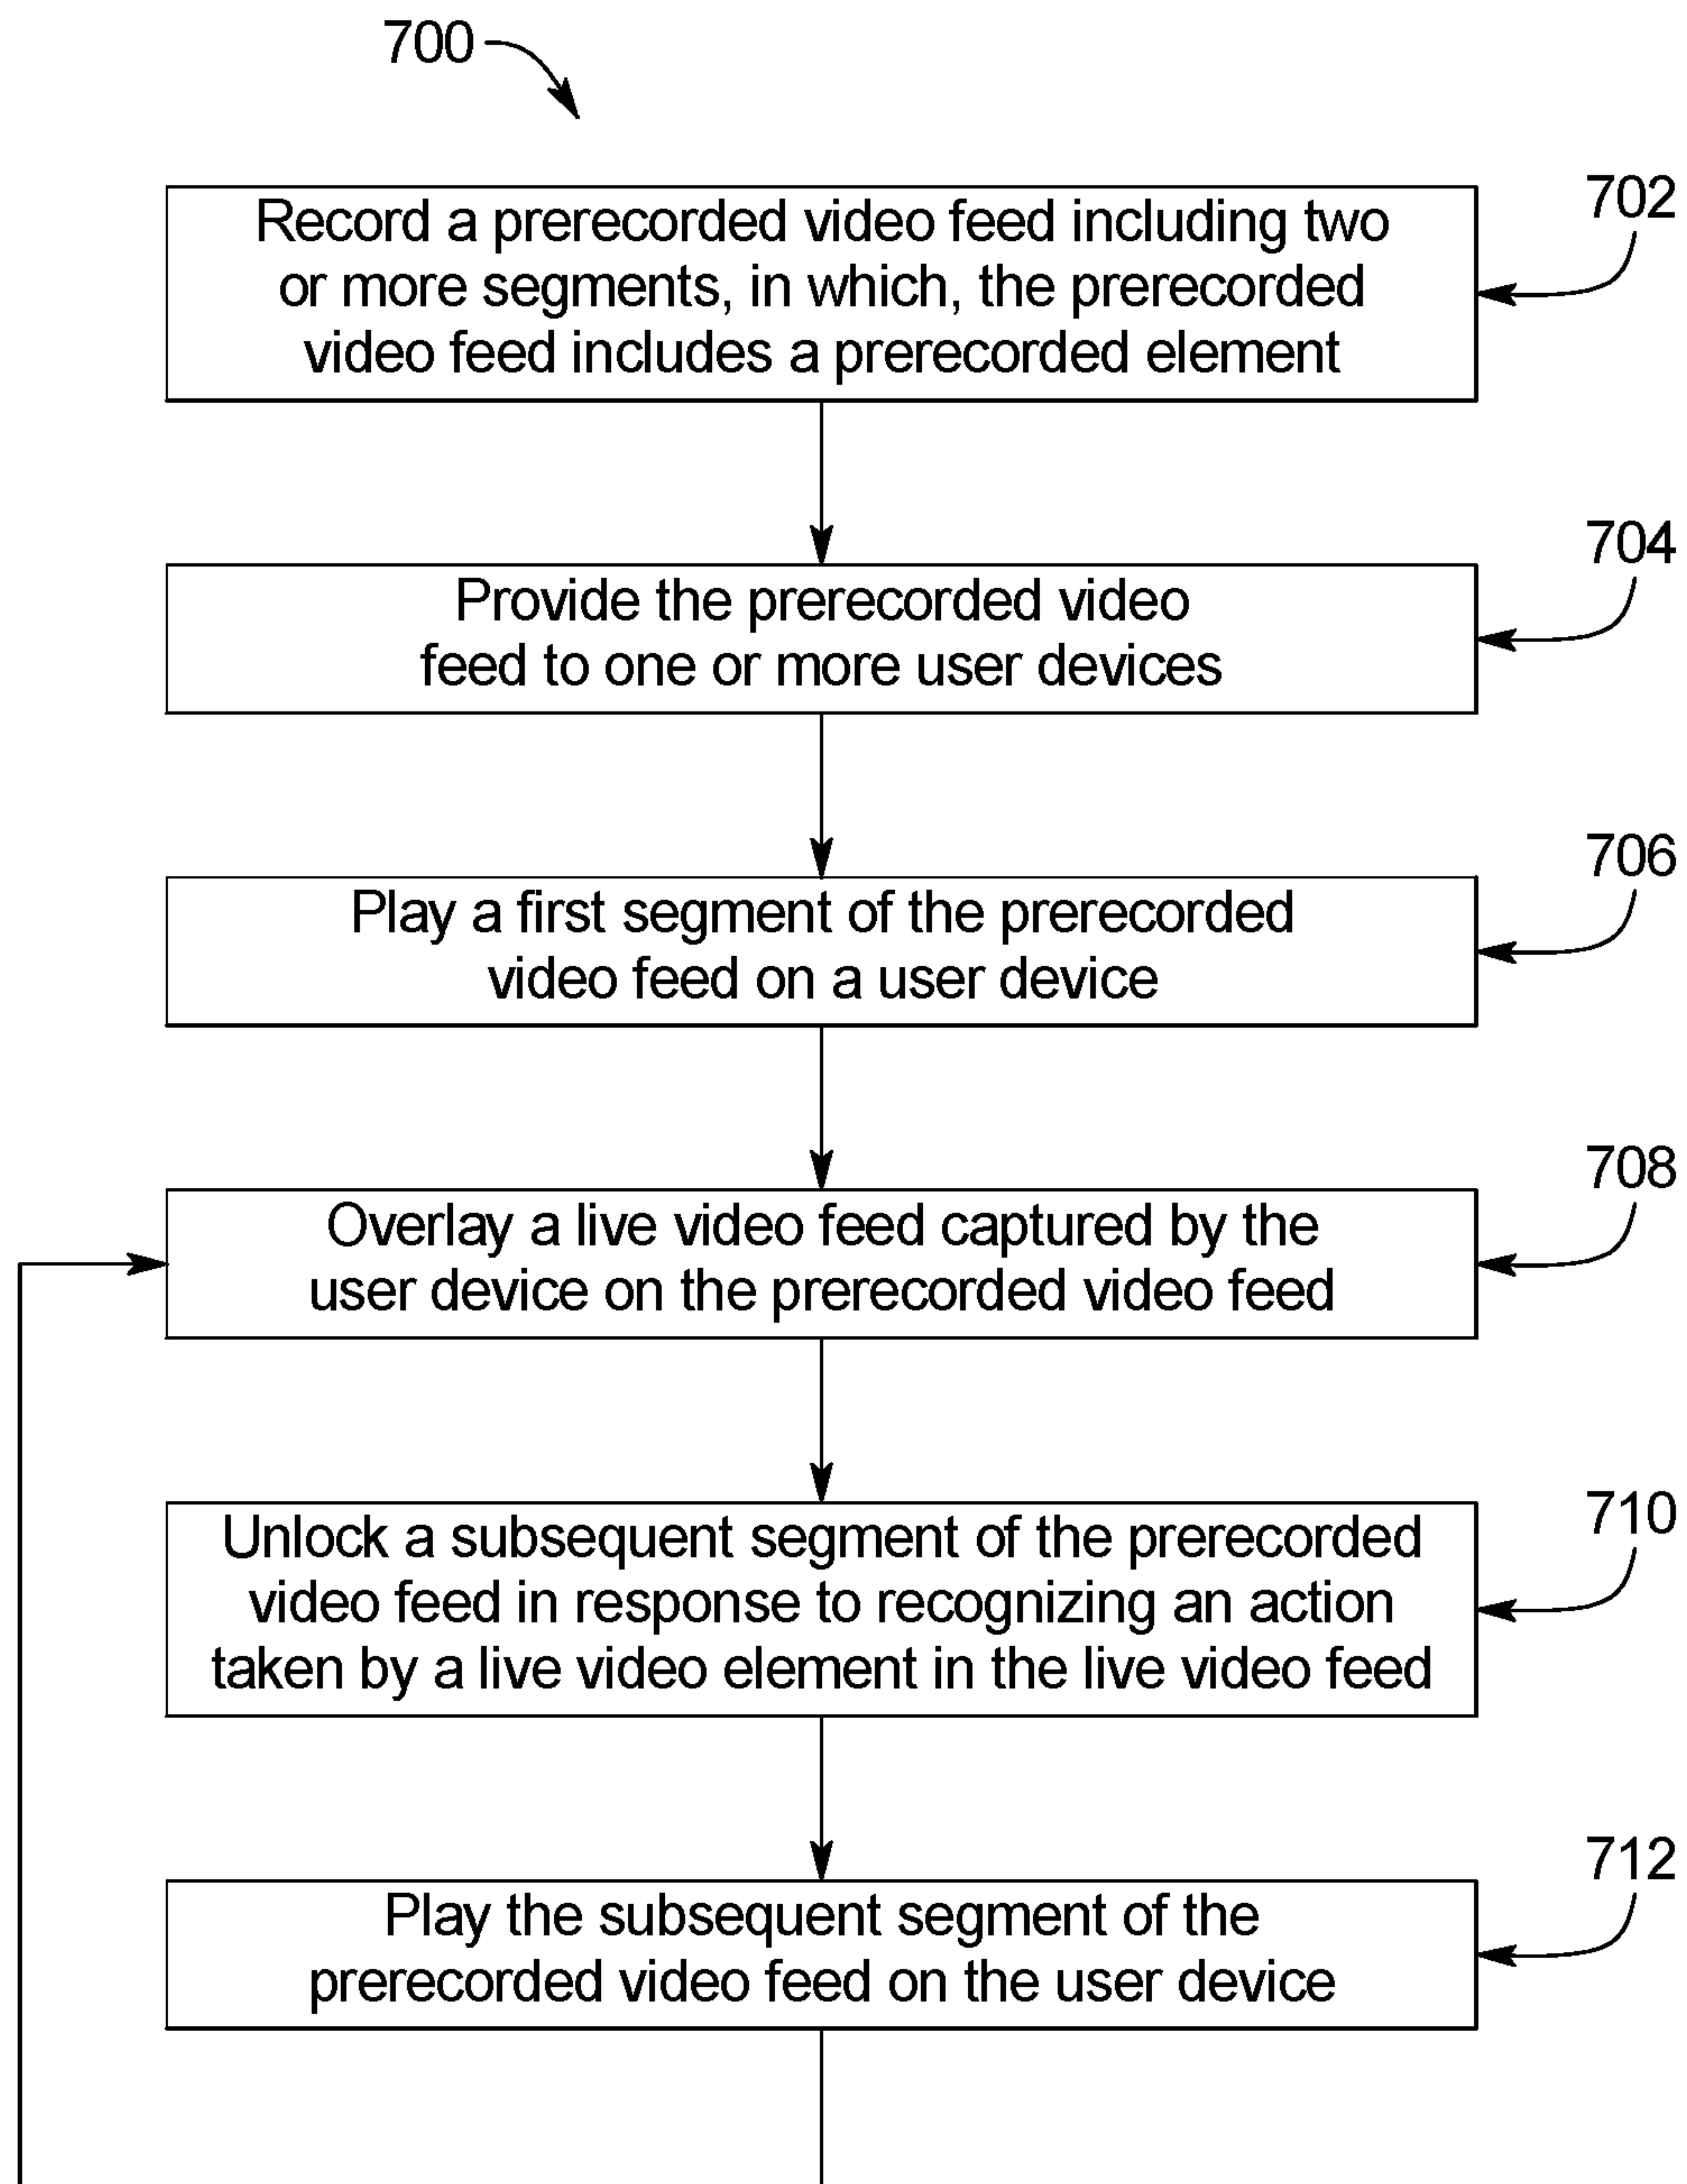 700
702
Record a prerecorded video feed including two
or more segments, in which, the prerecorded
video feed includes a prerecorded element
704
Provide the prerecorded video
feed to one or more user devices
706
Play a first segment of the prerecorded
video feed on a user device
708
Overlay a live video feed captured by the
user device on the prerecorded video feed
710
Unlock a subsequent segment of the prerecorded
video feed in response to recognizing an action
taken by a live video element in the live video feed
712
Play the subsequent segment of the
prerecorded video feed on the user device